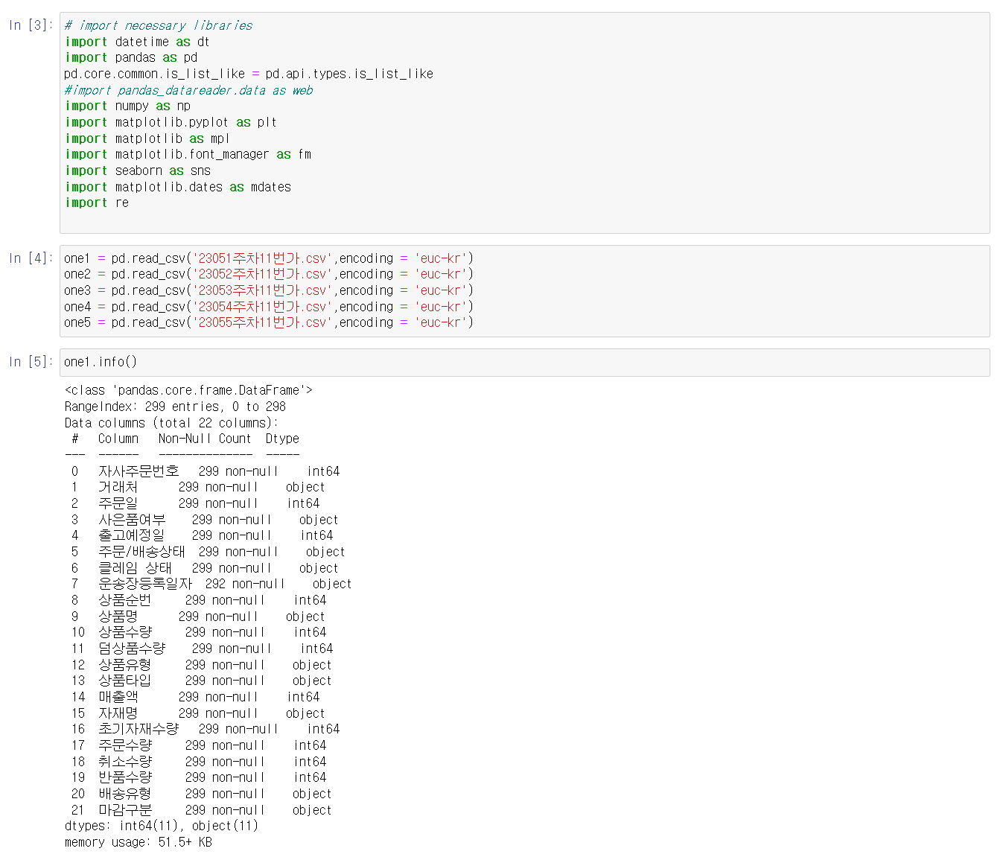 In [3]: # import necessary libraries
import datetime as dt
import pandas as pd
pd.core.common.is_list_like = pd.api.types.is_list_like
#import pandas_datareader.data as web
import numpy as np
import matplotlib.pyplot as plt
import matplotlib as mpl
import matplotlib.font_manager as fm
import seaborn as sns
import matplotlib.dates as mdates
import re
In [4]: one1 = pd.read_csv('23051주차11번가.csv',encoding = 'euc-kr')
one2 = pd.read_csv('23052주차11번가.csv',encoding = 'euc-kr')
one3 = pd.read_csv('23053주차11번가.csv',encoding = 'euc-kr')
one4 = pd.read_csv('23054주차11번가.csv',encoding = 'euc-kr')
one5 = pd.read_csv('23055주차11번가.csv',encoding = 'euc-kr')
In [5]: one1.info()
<class 'pandas.core.frame.DataFrame'>
RangeIndex: 299 entries, 0 to 298
Data columns (total 22 columns):
#   Column   Non-Null Count  Dtype
---  ------   --------------  -----
0   자사주문번호   299 non-null    int64
1   거래처      299 non-null    object
2   주문일      299 non-null    int64
3   사은품여부    299 non-null    object
4   출고예정일    299 non-null    int64
5   주문/배송상태  299 non-null    object
6   클레임 상태   299 non-null    object
7   운송장등록일자  292 non-null    object
8   상품순번     299 non-null    int64
9   상품명      299 non-null    object
10  상품수량     299 non-null    int64
11  덤상품수량    299 non-null    int64
12  상품유형     299 non-null    object
13  상품타입     299 non-null    object
14  매출액      299 non-null    int64
15  자재명      299 non-null    object
16  초기자재수량   299 non-null    int64
17  주문수량     299 non-null    int64
18  취소수량     299 non-null    int64
19  반품수량     299 non-null    int64
20  배송유형     299 non-null    object
21  마감구분     299 non-null    object
dtypes: int64(11), object(11)
memory usage: 51.5+ KB